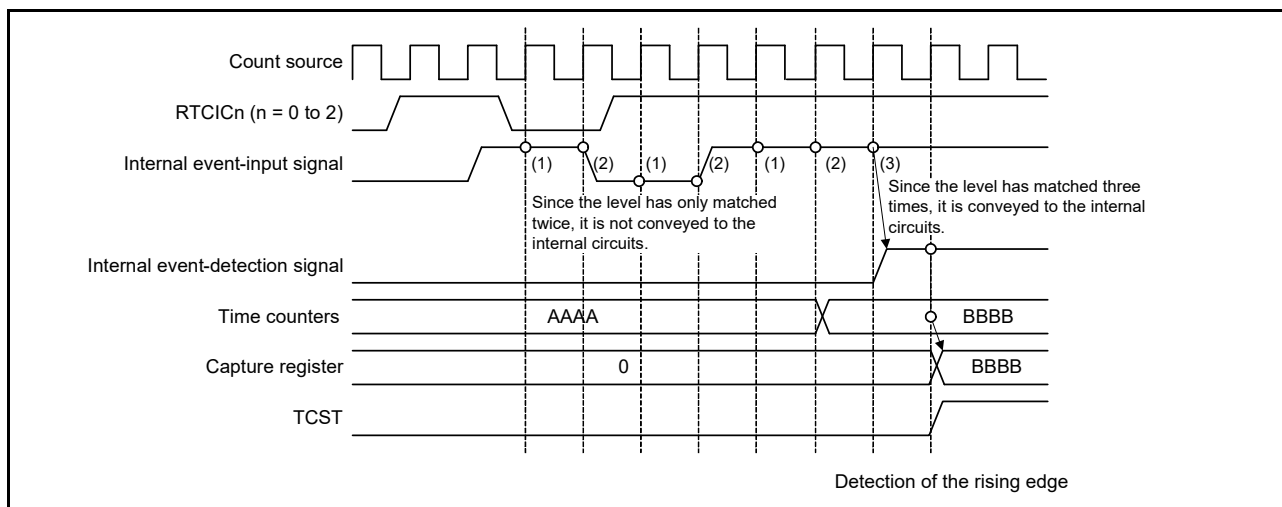 Count source
RTCICn (n = 0 to 2)
Internal event-input signal
(1) (2) (1) (2) (1) (2) (3)
Since the level has only matched
twice, it is not conveyed to the
internal circuits.
Since the level has matched three
times, it is conveyed to the internal
circuits.
Internal event-detection signal
Time counters AAAA BBBB
Capture register 0 BBBB
TCST
Detection of the rising edge